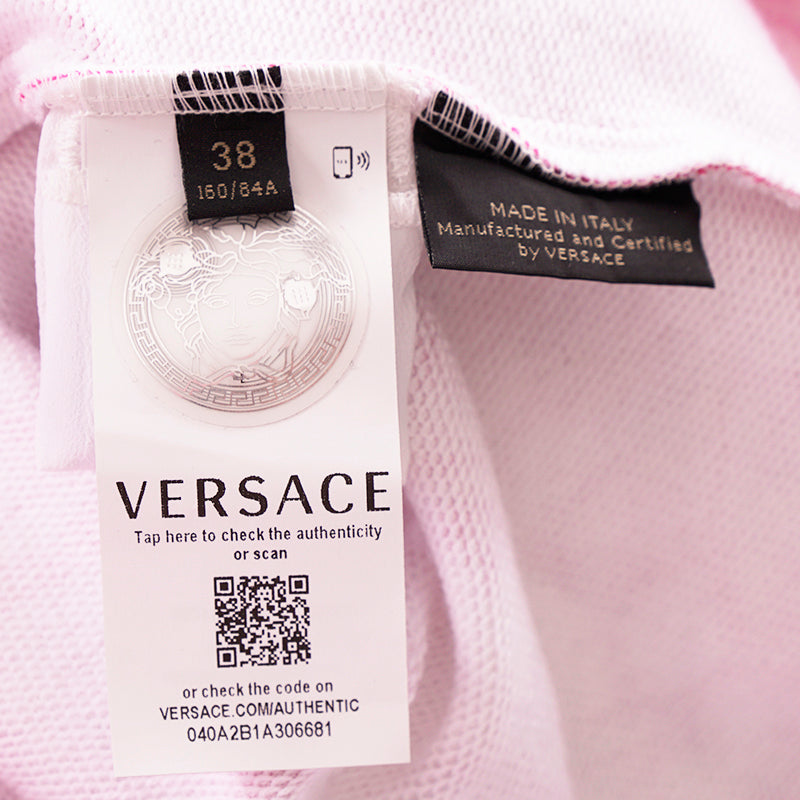 38
160/84A
MADE IN ITALY
Manufactured and Certified
by VERSACE
VERSACE
Tap here to check the authenticity
or scan
or check the code on
VERSACE.COM/AUTHENTIC
040A2B1A306681